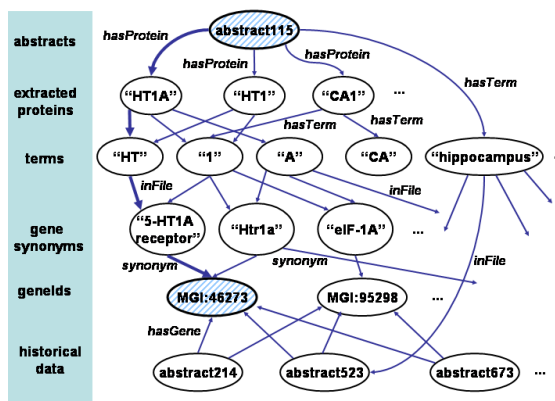 abstracts
abstract115
hasProtein
hasProtein
hasProtein
hasTerm
extracted
proteins
“HT1A”
“HT1”
“CA1”
...
hasTerm
hasTerm
terms
“HT”
“1”
“A”
“CA”
“hippocampus”
inFile
inFile
gene
synonyms
“5-HT1A
receptor”
“Htr1a”
“eIF-1A”
...
inFile
synonym
synonym
geneIds
MGI:46273
MGI:95298
...
hasGene
historical
data
abstract214
abstract523
abstract673
...